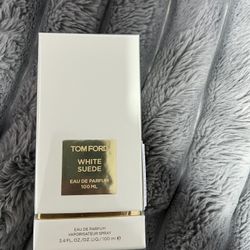 TOM FORD
WHITE
SUEDE
EAU DE PARFUM
100 ML
EAU DE PARFUM
VAPORISATEUR SPRAY
3.4 FL.OZ/OZ LIQ/100 ml ℮